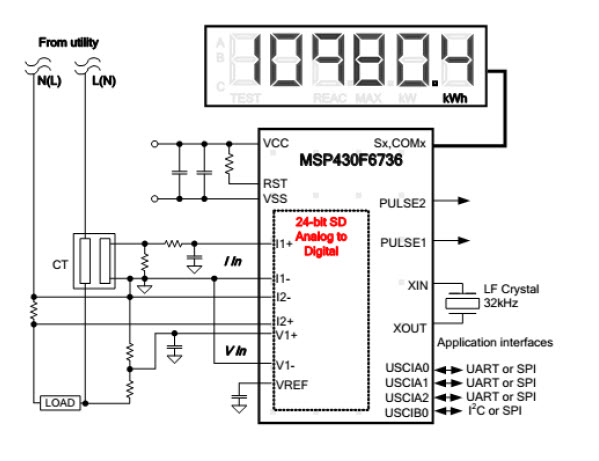 From utility
N(L)
L(N)
A
B
C
10980.4
TEST REAC MAX kW kWh
VCC
Sx,COMx
MSP430F6736
RST
VSS
PULSE2
24-bit SD
Analog to
Digital
I1+
PULSE1
CT
I In
I1-
XIN
LF Crystal
32kHz
I2-
I2+
XOUT
V1+
Application interfaces
V In
V1-
USCIA0 UART or SPI
VREF
USCIA1 UART or SPI
USCIA2 UART or SPI
LOAD
USCIB0 I²C or SPI